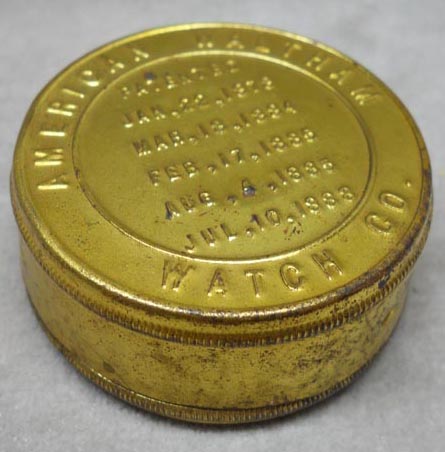 AMERICAN WALTHAM
WATCH CO.
PATENTED
JAN. 22, 1878
MAR. 18, 1884
FEB. 17, 1885
AUG. 4, 1885
JUL. 10, 1888